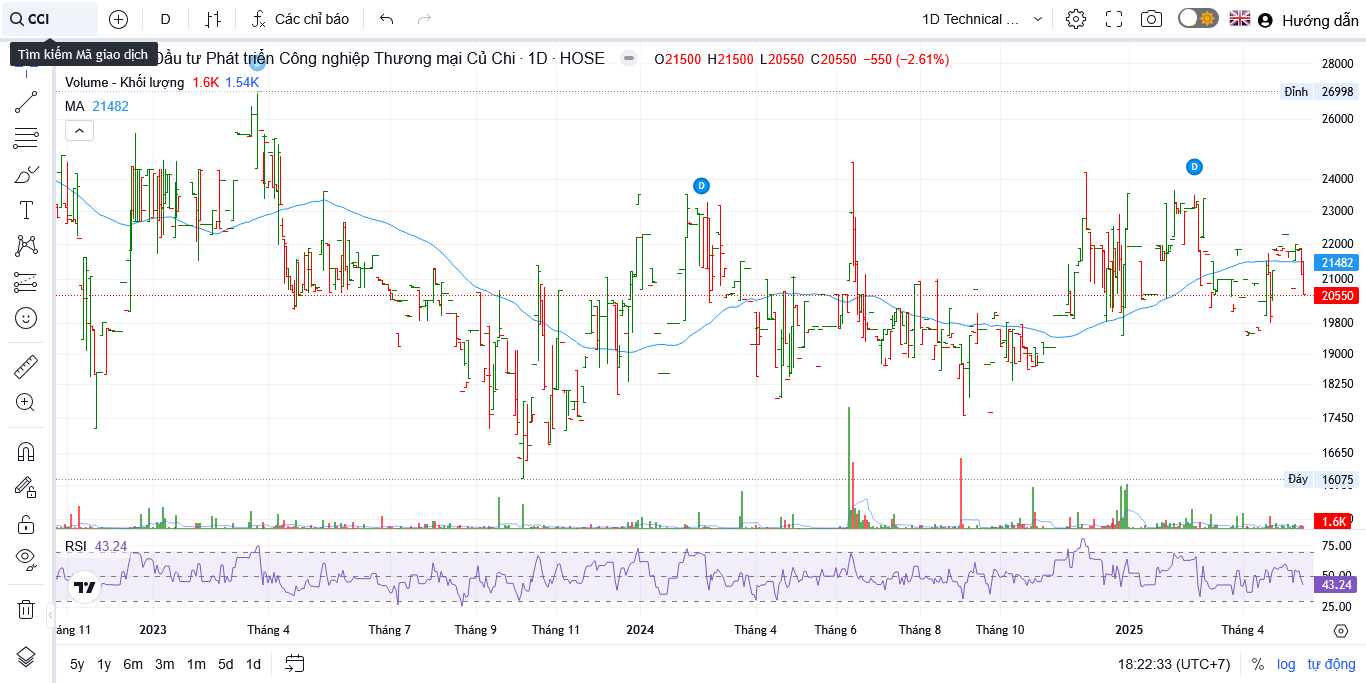 CCI D Các chỉ báo 1D Technical ... Hướng dẫn
Tìm kiếm Mã giao dịch
Đầu tư Phát triển Công nghiệp Thương mại Củ Chi · 1D · HOSE O21500 H21500 L20550 C20550 −550 (−2.61%)
Volume - Khối lượng 1.6K 1.54K
MA 21482
28000
Đỉnh 26998
26000
D
D
24000
23000
22000
21482
21000
20550
19800
19000
18250
17450
16650
Đáy 16075
1.6K
RSI 43.24
75.00
50.00
43.24
25.00
áng 11 2023 Tháng 4 Tháng 7 Tháng 9 Tháng 11 2024 Tháng 4 Tháng 6 Tháng 8 Tháng 10 2025 Tháng 4
5y 1y 6m 3m 1m 5d 1d 18:22:33 (UTC+7) % log tự động